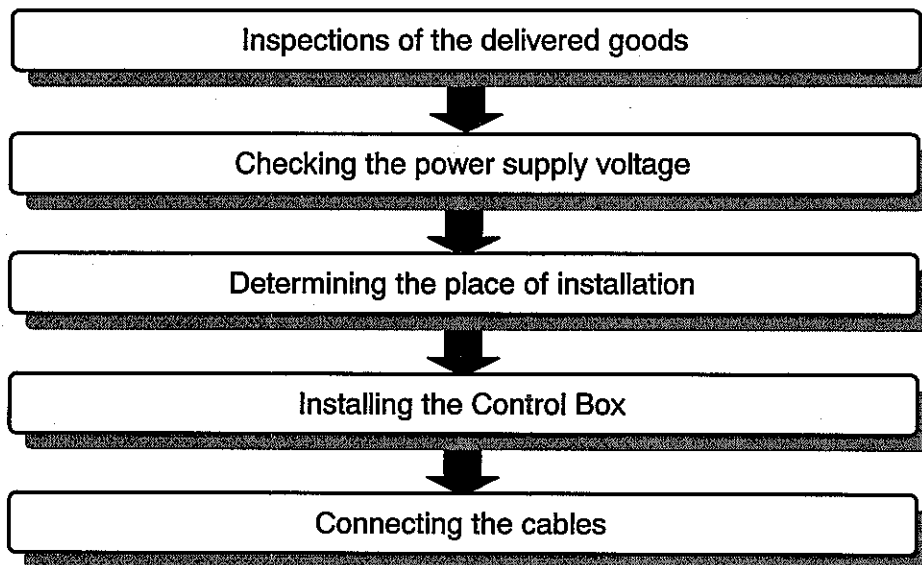 Inspections of the delivered goods
Checking the power supply voltage
Determining the place of installation
Installing the Control Box
Connecting the cables